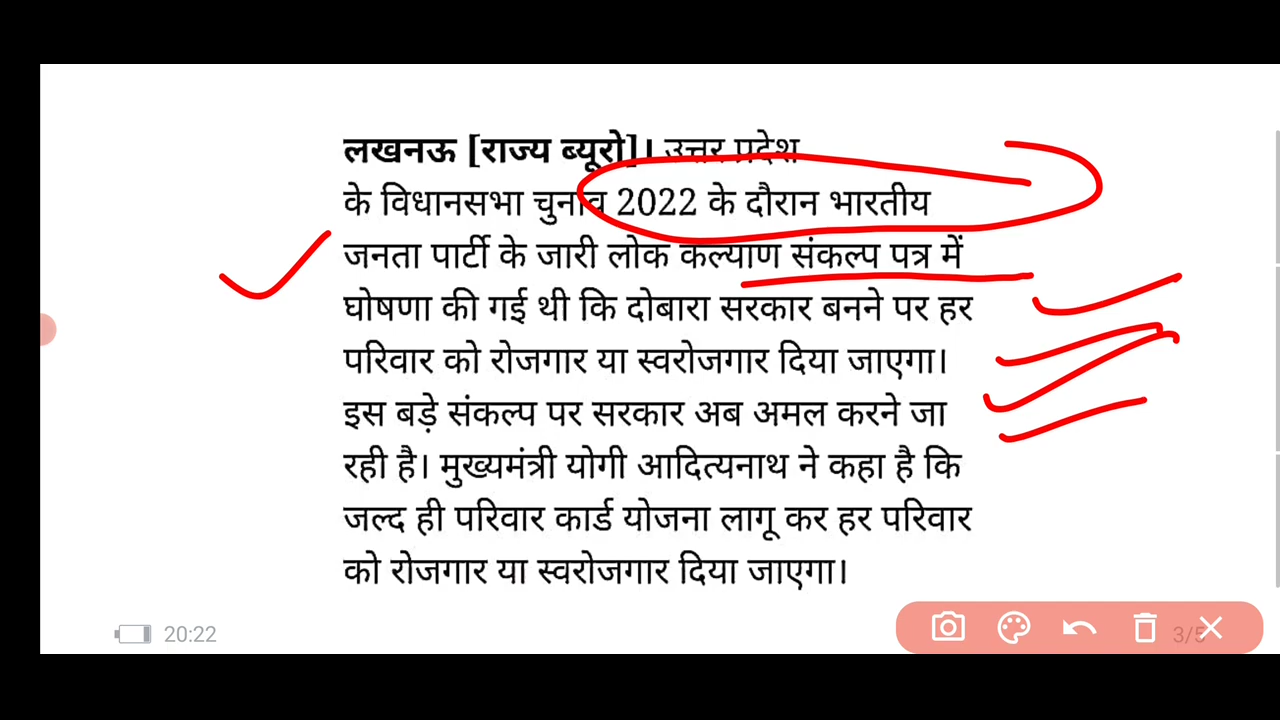 लखनऊ [राज्य ब्यूरो]। उत्तर प्रदेश
के विधानसभा चुनाव 2022 के दौरान भारतीय
जनता पार्टी के जारी लोक कल्याण संकल्प पत्र में
घोषणा की गई थी कि दोबारा सरकार बनने पर हर
परिवार को रोजगार या स्वरोजगार दिया जाएगा।
इस बड़े संकल्प पर सरकार अब अमल करने जा
रही है। मुख्यमंत्री योगी आदित्यनाथ ने कहा है कि
जल्द ही परिवार कार्ड योजना लागू कर हर परिवार
को रोजगार या स्वरोजगार दिया जाएगा।
20:22
3/5